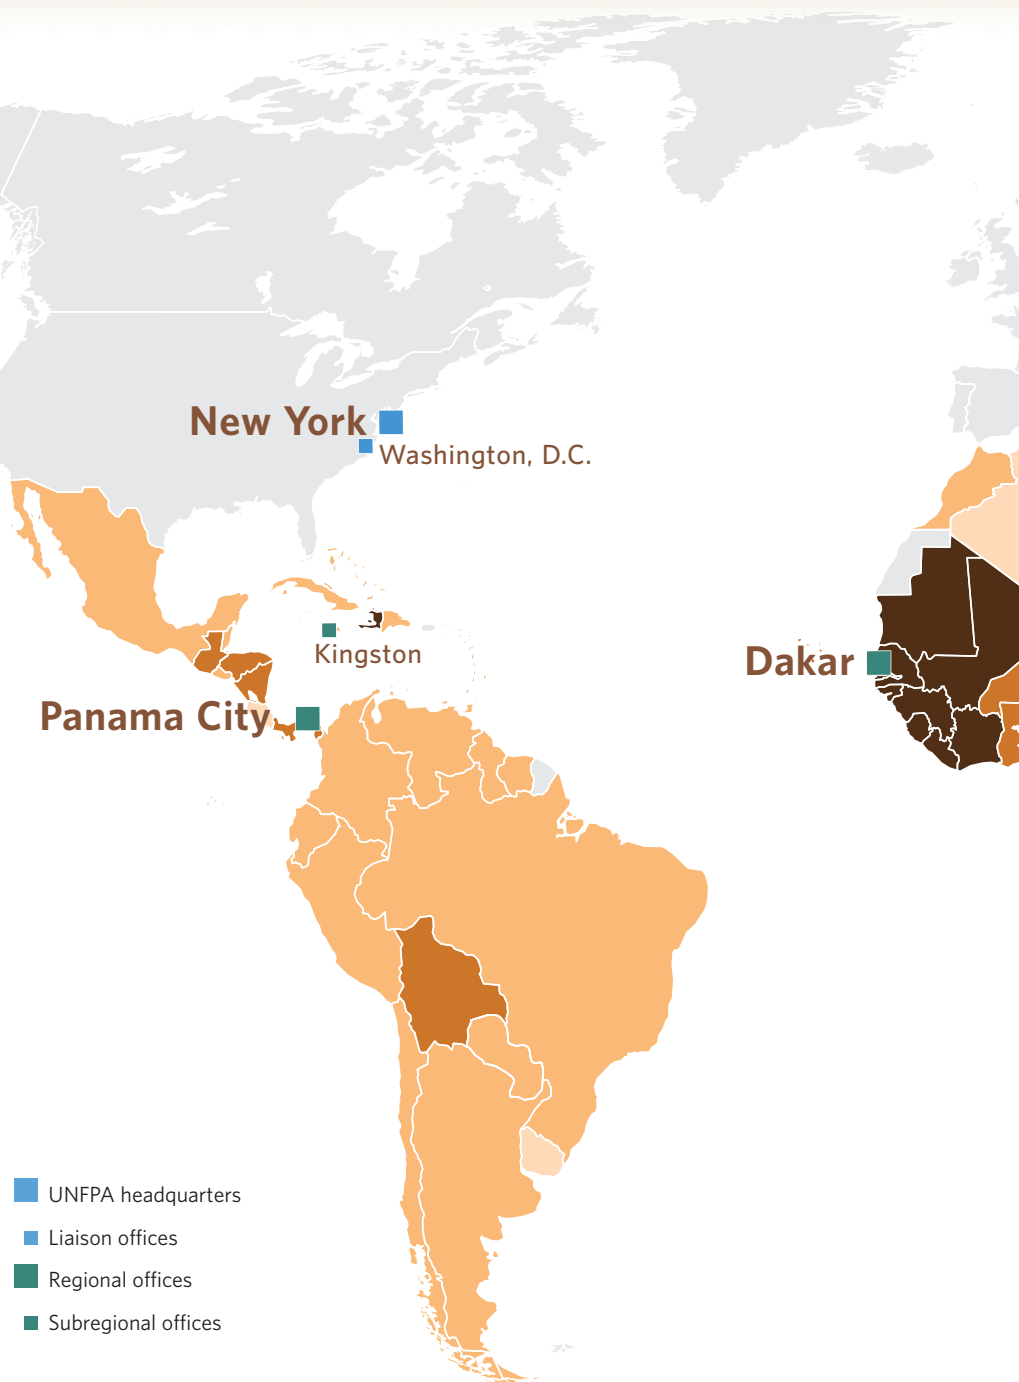 New York
Washington, D.C.
Kingston
Dakar
Panama City
UNFPA headquarters
Liaison offices
Regional offices
Subregional offices